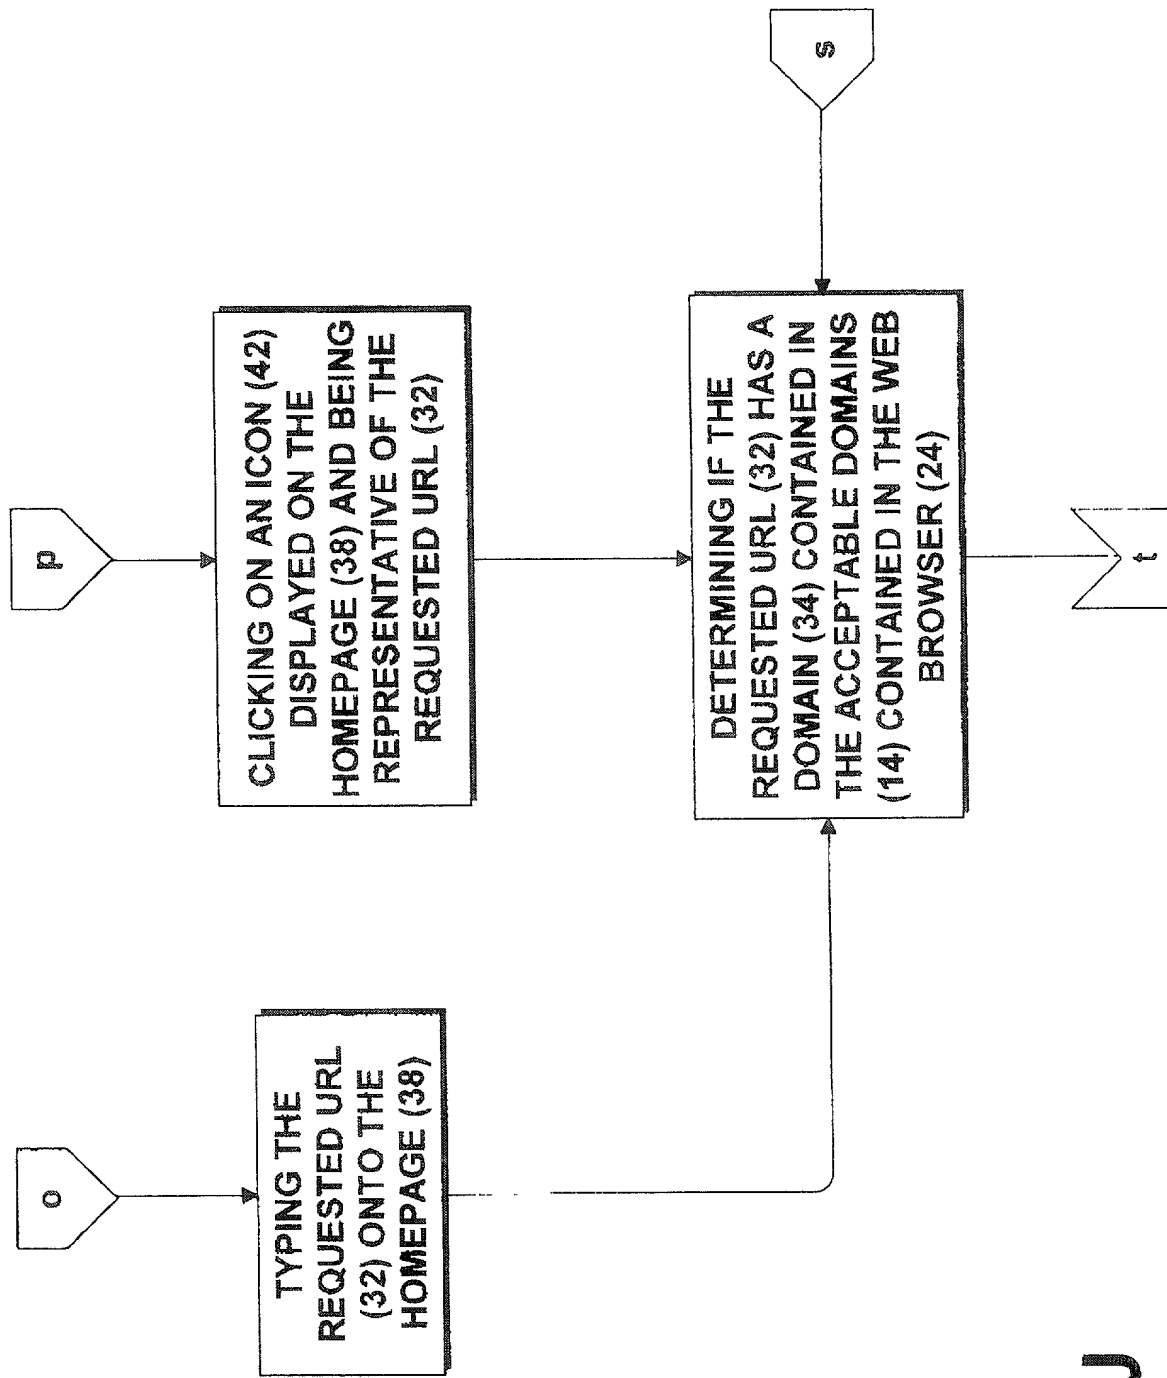 o
p
TYPING THE
REQUESTED URL
(32) ONTO THE
HOMEPAGE (38)
CLICKING ON AN ICON (42)
DISPLAYED ON THE
HOMEPAGE (38) AND BEING
REPRESENTATIVE OF THE
REQUESTED URL (32)
s
DETERMINING IF THE
REQUESTED URL (32) HAS A
DOMAIN (34) CONTAINED IN
THE ACCEPTABLE DOMAINS
(14) CONTAINED IN THE WEB
BROWSER (24)
t